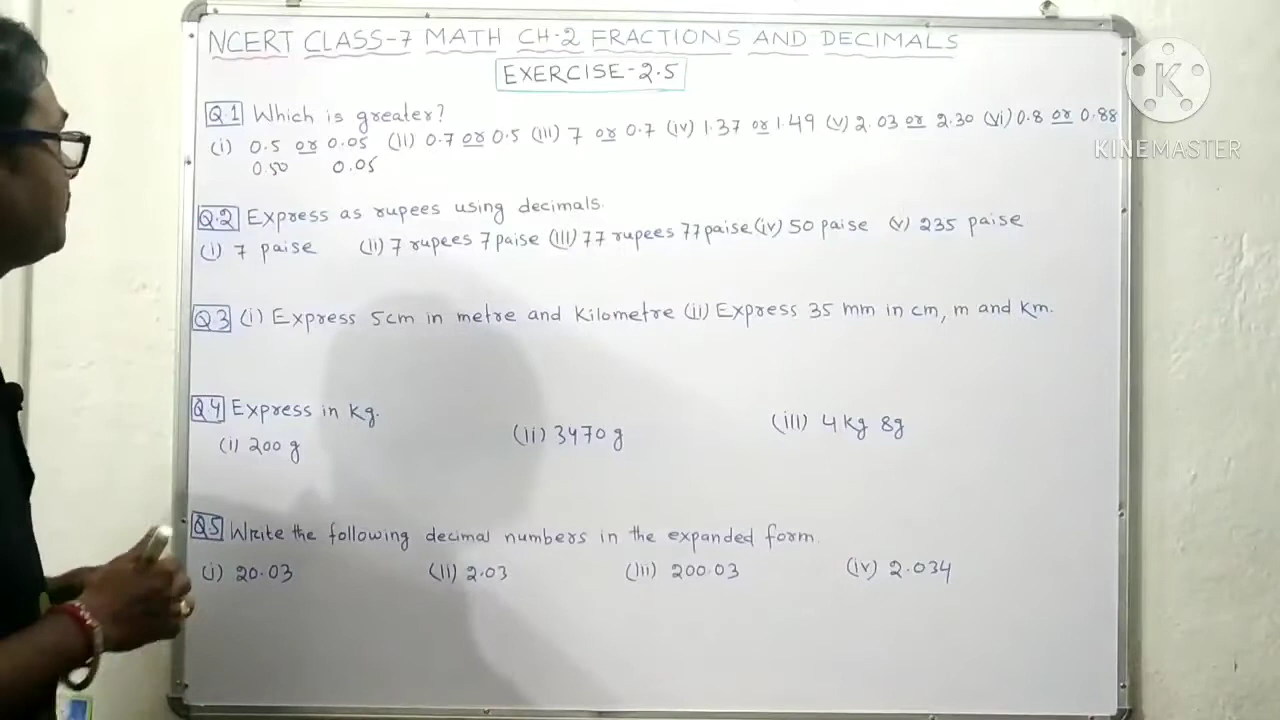 NCERT CLASS-7 MATH CH-2 FRACTIONS AND DECIMALS
EXERCISE-2.5
Q.1 Which is greater?
(i) 0.5 or 0.05 (ii) 0.7 or 0.5 (iii) 7 or 0.7 (iv) 1.37 or 1.49 (v) 2.03 or 2.30 (vi) 0.8 or 0.88
0.50 0.05
Q.2 Express as rupees using decimals.
(i) 7 paise (ii) 7 rupees 7 paise (iii) 77 rupees 77 paise (iv) 50 paise (v) 235 paise
Q3 (i) Express 5cm in metre and Kilometre (ii) Express 35 mm in cm, m and Km.
Q4 Express in Kg.
(i) 200 g (ii) 3470 g (iii) 4 Kg 8g
Q5 Write the following decimal numbers in the expanded form.
(i) 20.03 (ii) 2.03 (iii) 200.03 (iv) 2.034
K
KINEMASTER